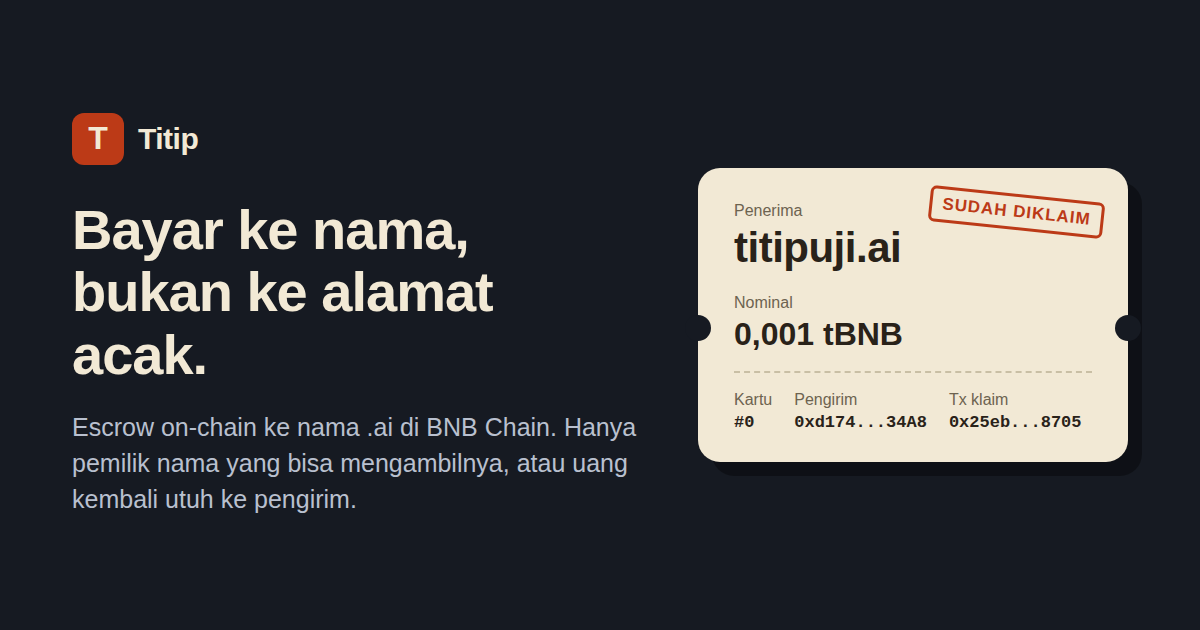 T
Titip
Bayar ke nama,
bukan ke alamat
acak.
Escrow on-chain ke nama .ai di BNB Chain. Hanya
pemilik nama yang bisa mengambilnya, atau uang
kembali utuh ke pengirim.
SUDAH DIKLAIM
Penerima
titipuji.ai
Nominal
0,001 tBNB
Kartu Pengirim Tx klaim
#0 0xd174...34A8 0x25eb...8705